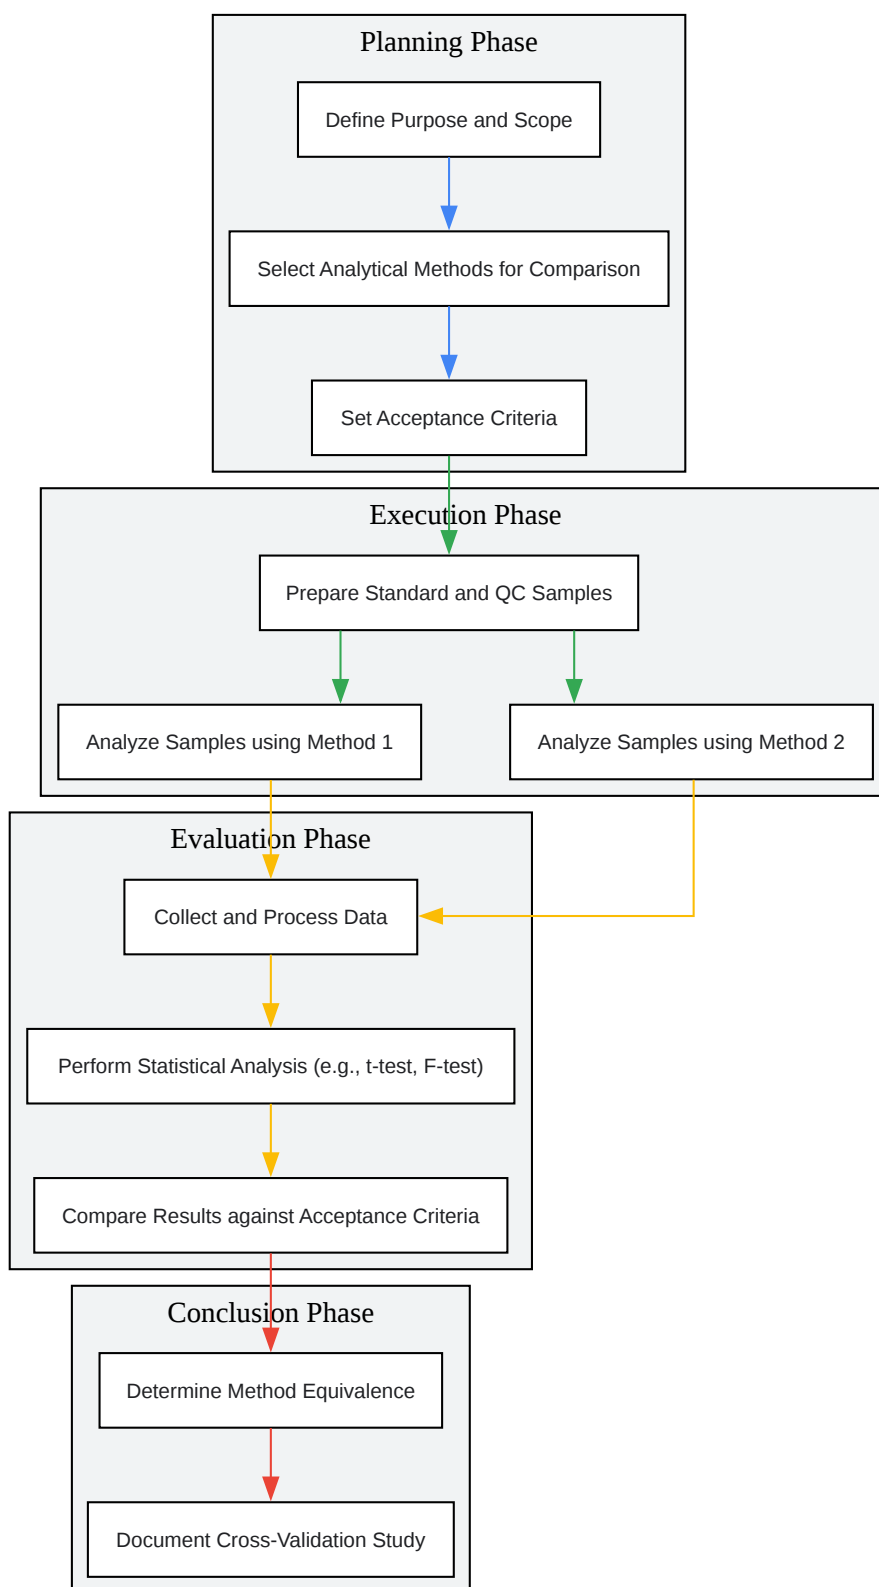 Planning Phase
Define Purpose and Scope
Select Analytical Methods for Comparison
Set Acceptance Criteria
Execution Phase
Prepare Standard and QC Samples
Analyze Samples using Method 1
Analyze Samples using Method 2
Evaluation Phase
Collect and Process Data
Perform Statistical Analysis (e.g., t-test, F-test)
Compare Results against Acceptance Criteria
Conclusion Phase
Determine Method Equivalence
Document Cross-Validation Study